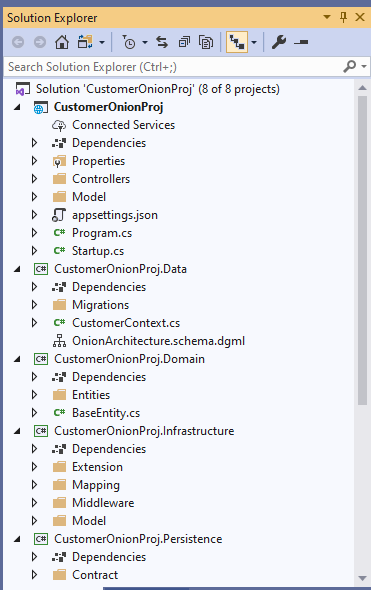 Solution Explorer
Search Solution Explorer (Ctrl+;)
Solution 'CustomerOnionProj' (8 of 8 projects)
CustomerOnionProj
Connected Services
Dependencies
Properties
Controllers
Model
appsettings.json
C# Program.cs
C# Startup.cs
C# CustomerOnionProj.Data
Dependencies
Migrations
C# CustomerContext.cs
OnionArchitecture.schema.dgml
C# CustomerOnionProj.Domain
Dependencies
Entities
C# BaseEntity.cs
C# CustomerOnionProj.Infrastructure
Dependencies
Extension
Mapping
Middleware
Model
C# CustomerOnionProj.Persistence
Dependencies
Contract